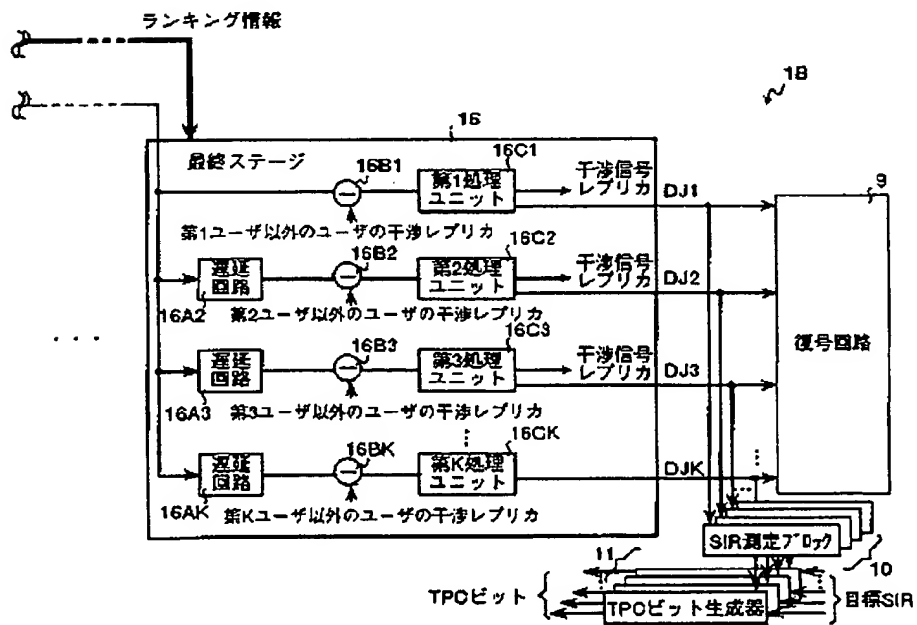 ランキング情報
18
16
最終ステージ
16B1
16C1
第1処理
ユニット
干渉信号
レプリカ
DJ1
9
第1ユーザ以外のユーザの干渉レプリカ
遅延
回路
16A2
16B2
16C2
第2処理
ユニット
干渉信号
レプリカ
DJ2
第2ユーザ以外のユーザの干渉レプリカ
復号回路
・・・
遅延
回路
16A3
16B3
16C3
第3処理
ユニット
干渉信号
レプリカ
DJ3
第3ユーザ以外のユーザの干渉レプリカ
遅延
回路
16AK
16BK
16CK
第K処理
ユニット
DJK
第Kユーザ以外のユーザの干渉レプリカ
SIR測定ブロック
10
11
TPCビット
TPCビット生成器
目標SIR